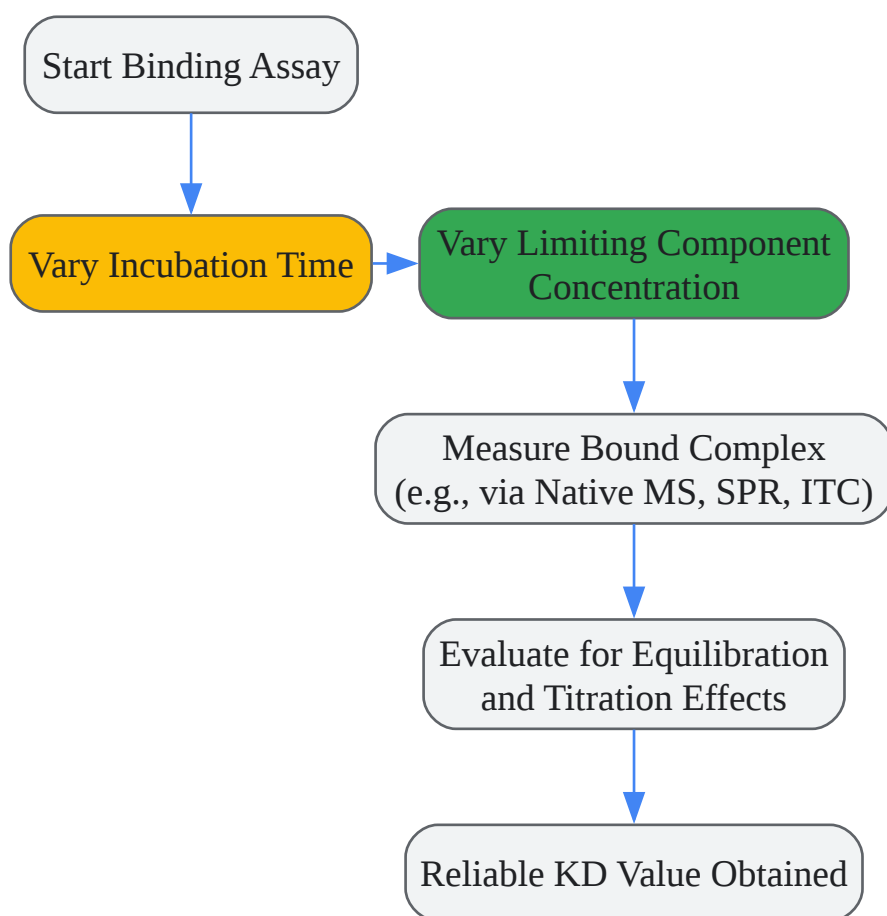 Start Binding Assay
Vary Incubation Time
Vary Limiting Component
Concentration
Measure Bound Complex
(e.g., via Native MS, SPR, ITC)
Evaluate for Equilibration
and Titration Effects
Reliable KD Value Obtained